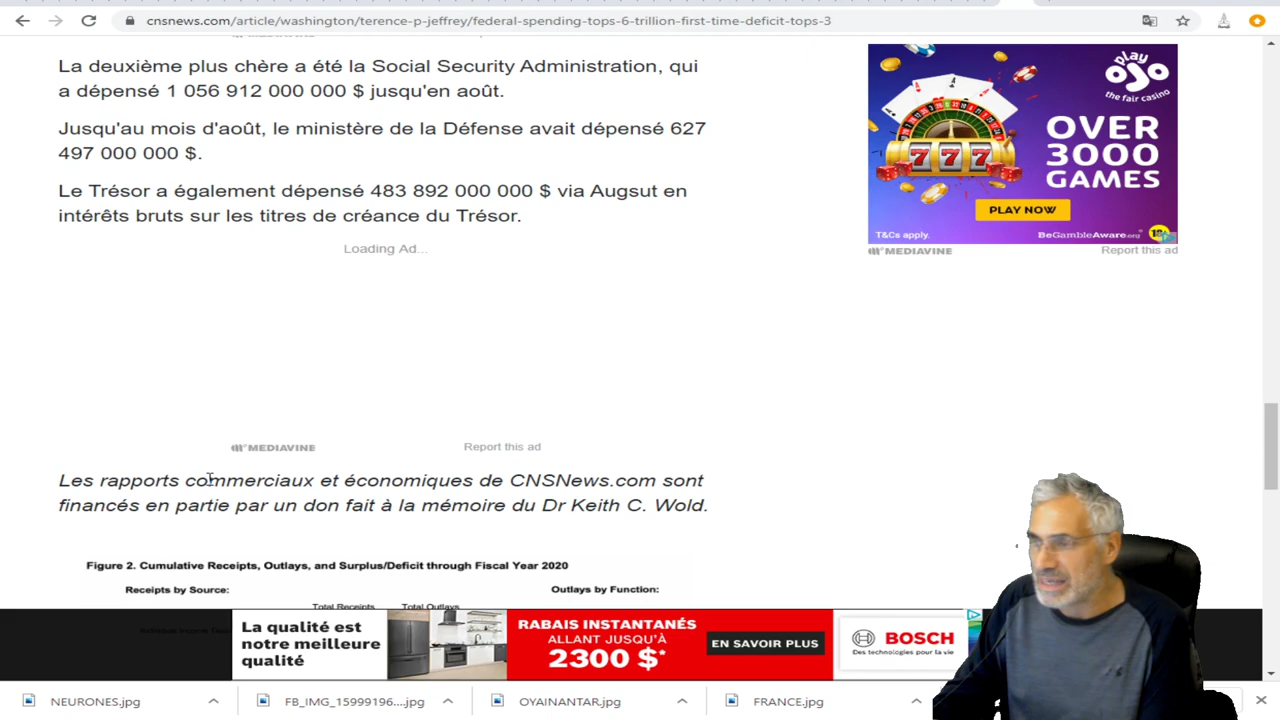 cnsnews.com/article/washington/terence-p-jeffrey/federal-spending-tops-6-trillion-first-time-deficit-tops-3
La deuxième plus chère a été la Social Security Administration, qui
a dépensé 1 056 912 000 000 $ jusqu'en août.
Jusqu'au mois d'août, le ministère de la Défense avait dépensé 627
497 000 000 $.
Le Trésor a également dépensé 483 892 000 000 $ via Augsut en
intérêts bruts sur les titres de créance du Trésor.
Loading Ad...
play
OJO
the fair casino
OVER
3000
GAMES
777
PLAY NOW
T&Cs apply.
BeGambleAware.org
18+
MEDIAVINE
Report this ad
MEDIAVINE
Report this ad
Les rapports commerciaux et économiques de CNSNews.com sont
financés en partie par un don fait à la mémoire du Dr Keith C. Wold.
Figure 2. Cumulative Receipts, Outlays, and Surplus/Deficit through Fiscal Year 2020
Receipts by Source:
Outlays by Function:
Total Receipts
Total Outlays
La qualité est
notre meilleure
qualité
RABAIS INSTANTANÉS
ALLANT JUSQU'À
2300 $*
EN SAVOIR PLUS
BOSCH
Des technologies pour la vie
NEURONES.jpg
FB_IMG_15999196....jpg
OYAINANTAR.jpg
FRANCE.jpg